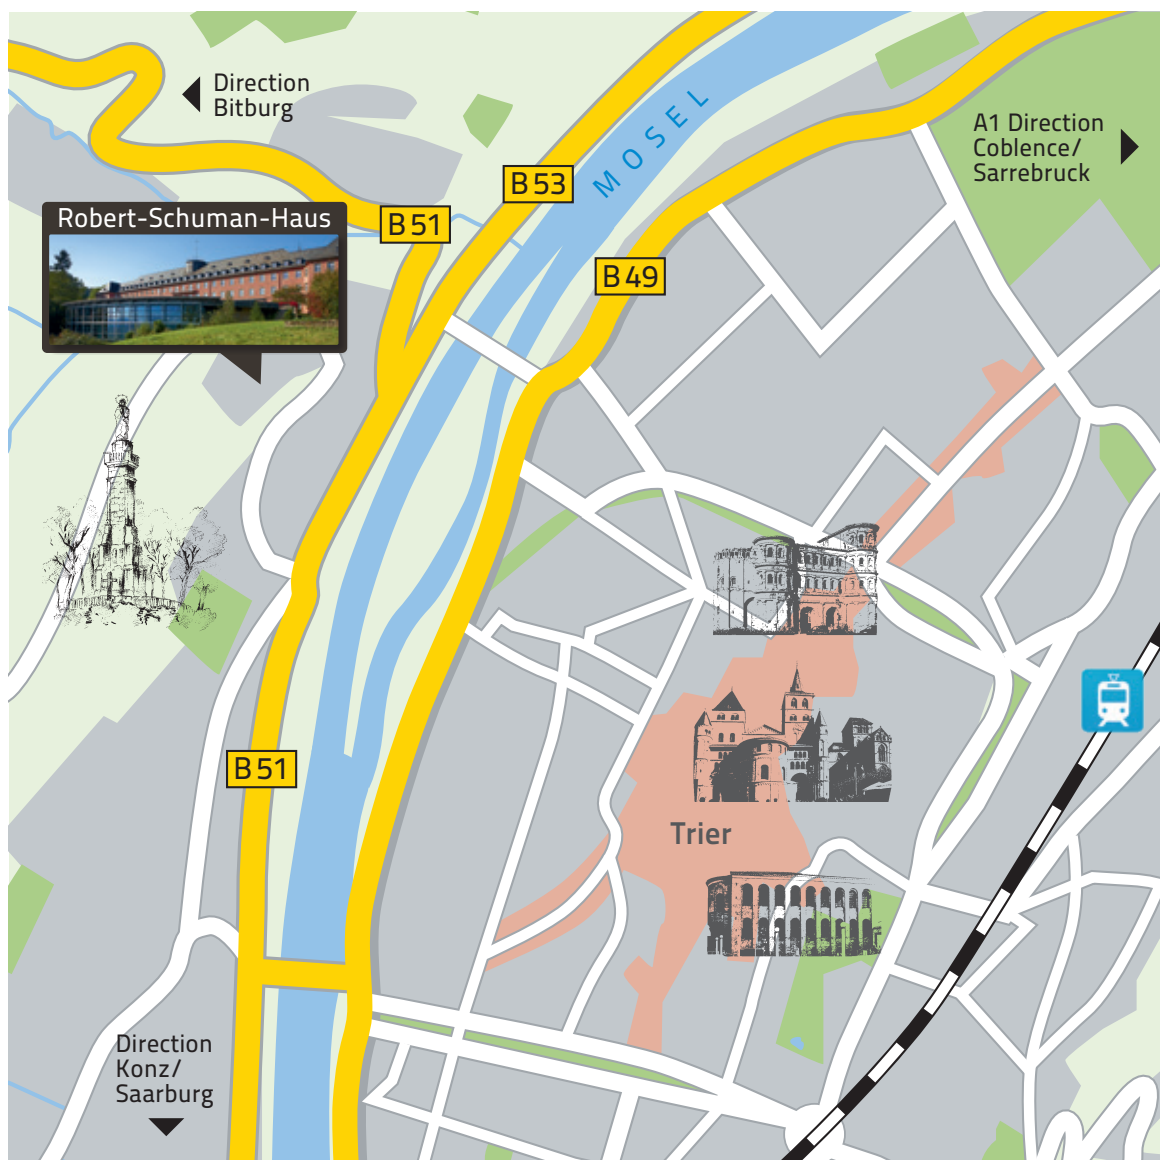 Direction
Bitburg
MOSEL
A1 Direction
Coblence/
Sarrebruck
B53
Robert-Schuman-Haus
B51
B49
B51
Trier
Direction
Konz/
Saarburg